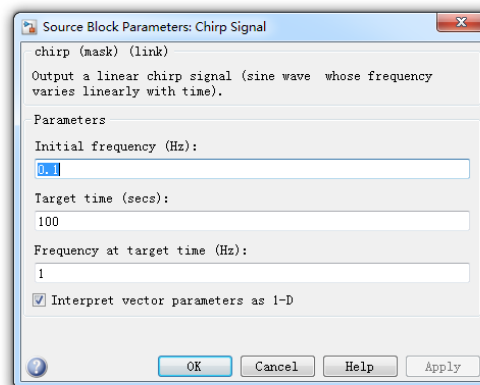 Source Block Parameters: Chirp Signal
chirp (mask) (link)
Output a linear chirp signal (sine wave  whose frequency
varies linearly with time).
Parameters
Initial frequency (Hz):
0.1
Target time (secs):
100
Frequency at target time (Hz):
1
Interpret vector parameters as 1-D
OK Cancel Help Apply